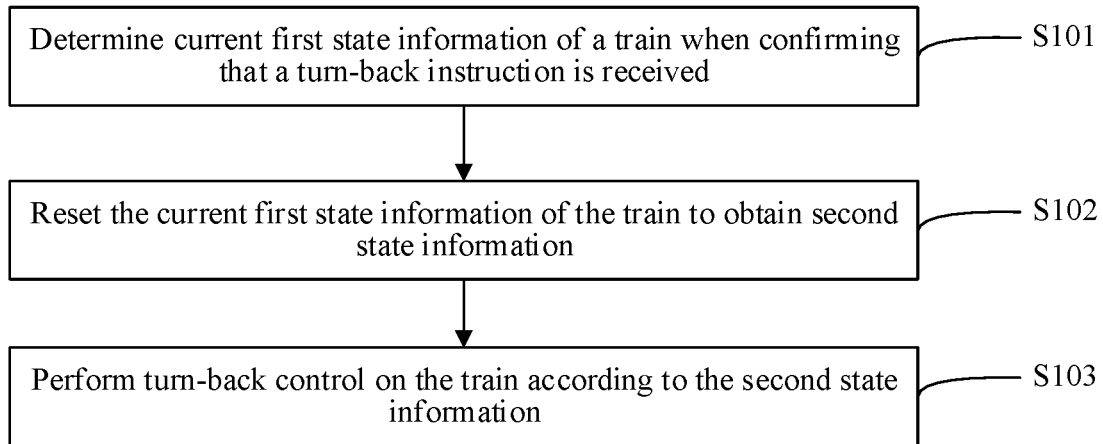 Determine current first state information of a train when confirming
that a turn-back instruction is received
S101
Reset the current first state information of the train to obtain second
state information
S102
Perform turn-back control on the train according to the second state
information
S103